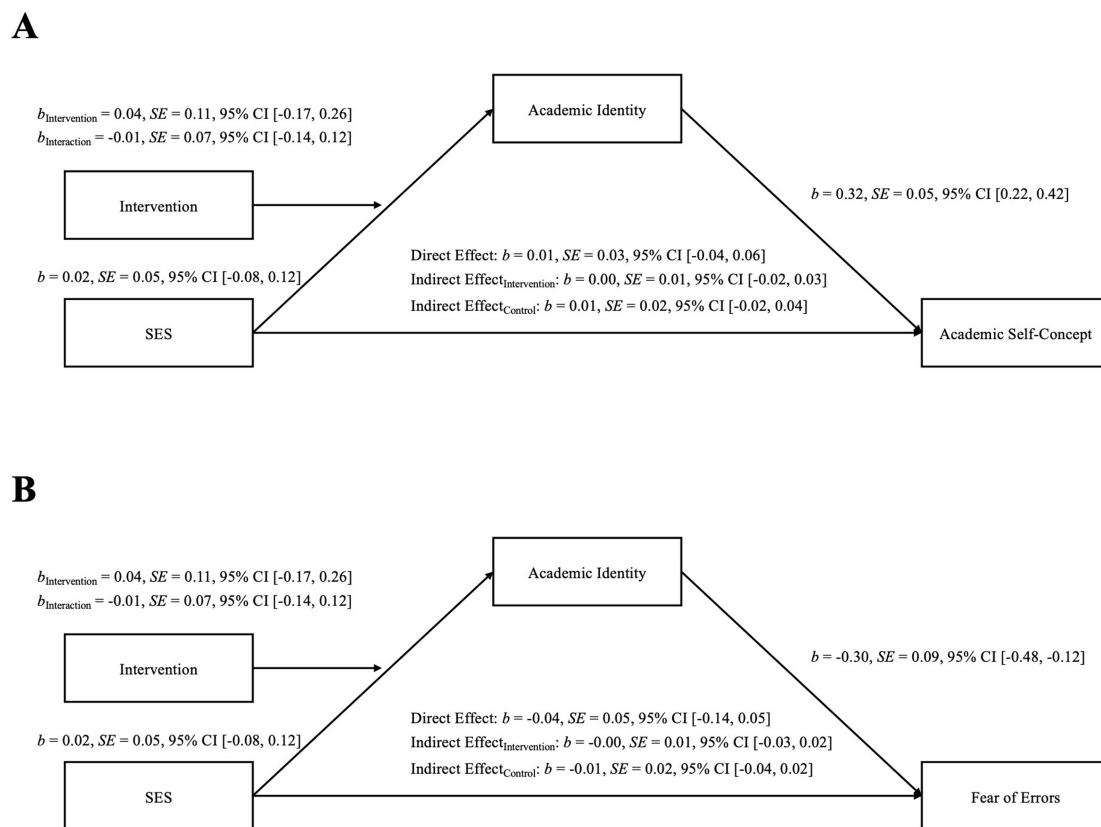 A
Academic Identity
bIntervention = 0.04, SE = 0.11, 95% CI [-0.17, 0.26]
bInteraction = -0.01, SE = 0.07, 95% CI [-0.14, 0.12]
Intervention
b = 0.32, SE = 0.05, 95% CI [0.22, 0.42]
b = 0.02, SE = 0.05, 95% CI [-0.08, 0.12]
Direct Effect: b = 0.01, SE = 0.03, 95% CI [-0.04, 0.06]
Indirect EffectIntervention: b = 0.00, SE = 0.01, 95% CI [-0.02, 0.03]
Indirect EffectControl: b = 0.01, SE = 0.02, 95% CI [-0.02, 0.04]
SES
Academic Self-Concept
B
Academic Identity
bIntervention = 0.04, SE = 0.11, 95% CI [-0.17, 0.26]
bInteraction = -0.01, SE = 0.07, 95% CI [-0.14, 0.12]
Intervention
b = -0.30, SE = 0.09, 95% CI [-0.48, -0.12]
b = 0.02, SE = 0.05, 95% CI [-0.08, 0.12]
Direct Effect: b = -0.04, SE = 0.05, 95% CI [-0.14, 0.05]
Indirect EffectIntervention: b = -0.00, SE = 0.01, 95% CI [-0.03, 0.02]
Indirect EffectControl: b = -0.01, SE = 0.02, 95% CI [-0.04, 0.02]
SES
Fear of Errors